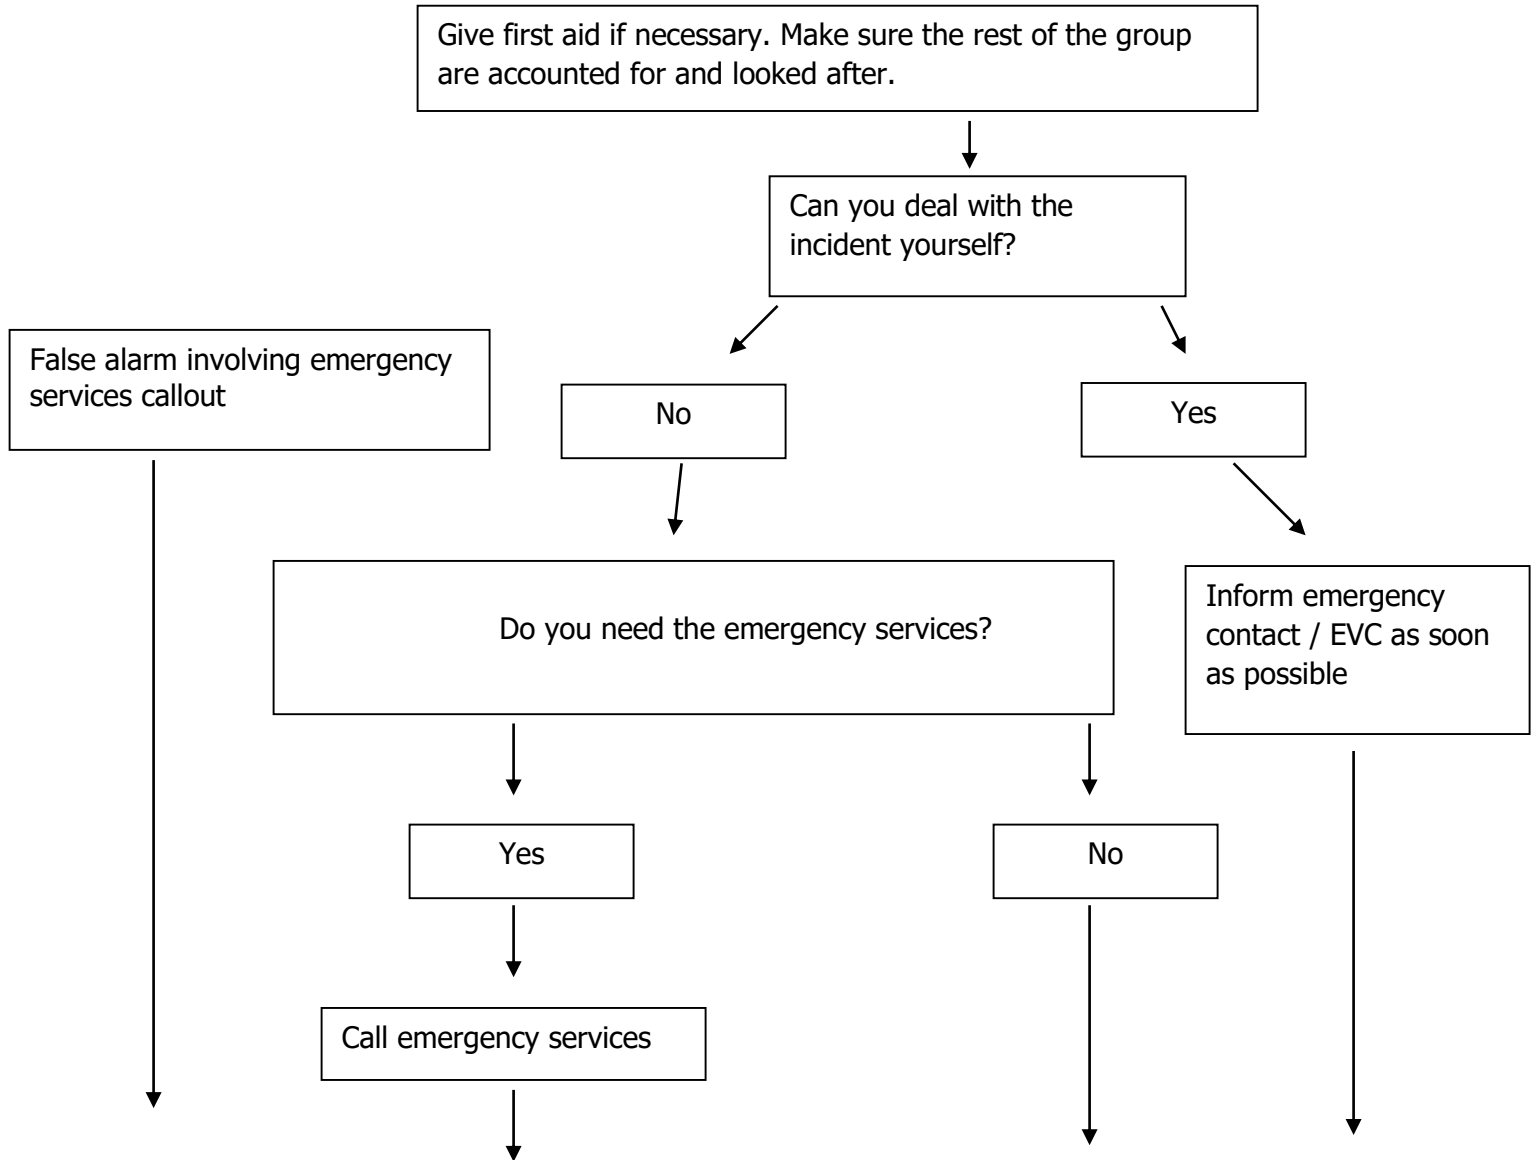 Give first aid if necessary. Make sure the rest of the group
are accounted for and looked after.
Can you deal with the
incident yourself?
False alarm involving emergency
services callout
No
Yes
Do you need the emergency services?
Inform emergency
contact / EVC as soon
as possible
Yes
No
Call emergency services